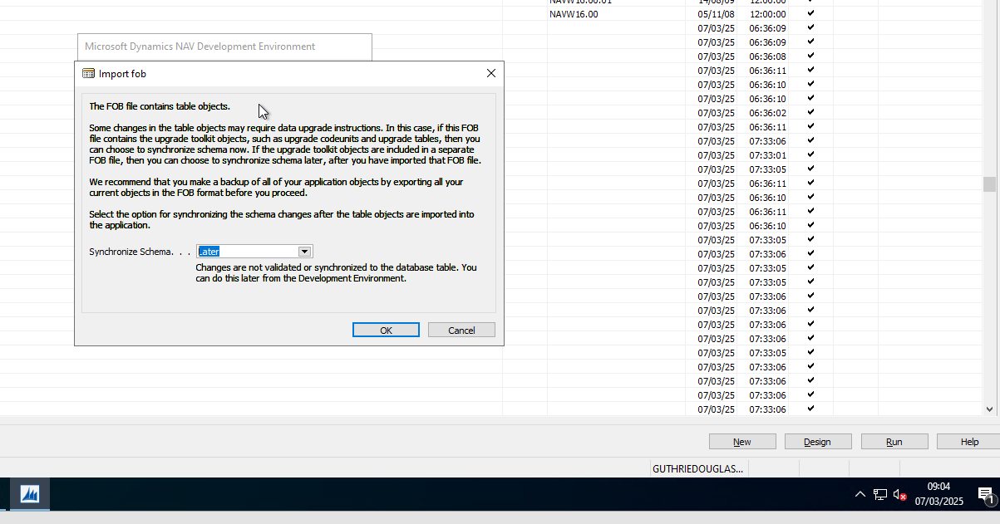 NAVW16.00.01 14/08/09 12:00:00
NAVW16.00 05/11/08 12:00:00
07/03/25 06:36:09
Microsoft Dynamics NAV Development Environment
07/03/25 06:36:09
07/03/25 06:36:08
Import fob
07/03/25 06:36:11
07/03/25 06:36:10
07/03/25 06:36:10
The FOB file contains table objects.
07/03/25 06:36:02
Some changes in the table objects may require data upgrade instructions. In this case, if this FOB
07/03/25 06:36:11
file contains the upgrade toolkit objects, such as upgrade codeunits and upgrade tables, then you
07/03/25 07:33:06
can choose to synchronize schema now. If the upgrade toolkit objects are included in a separate
07/03/25 07:33:01
FOB file, then you can choose to synchronize schema later, after you have imported that FOB file.
07/03/25 07:33:05
We recommend that you make a backup of all of your application objects by exporting all your
07/03/25 06:36:11
current objects in the FOB format before you proceed.
07/03/25 06:36:10
Select the option for synchronizing the schema changes after the table objects are imported into
07/03/25 06:36:11
the application.
07/03/25 06:36:10
07/03/25 07:33:05
Synchronize Schema. . . Later
07/03/25 07:33:06
Changes are not validated or synchronized to the database table. You
07/03/25 07:33:05
can do this later from the Development Environment.
07/03/25 07:33:05
07/03/25 07:33:06
07/03/25 07:33:06
07/03/25 07:33:06
OK Cancel
07/03/25 07:33:06
07/03/25 07:33:05
07/03/25 07:33:06
07/03/25 07:33:06
07/03/25 07:33:06
07/03/25 07:33:06
New Design Run Help
GUTHRIEDOUGLAS...
09:04
07/03/2025
1